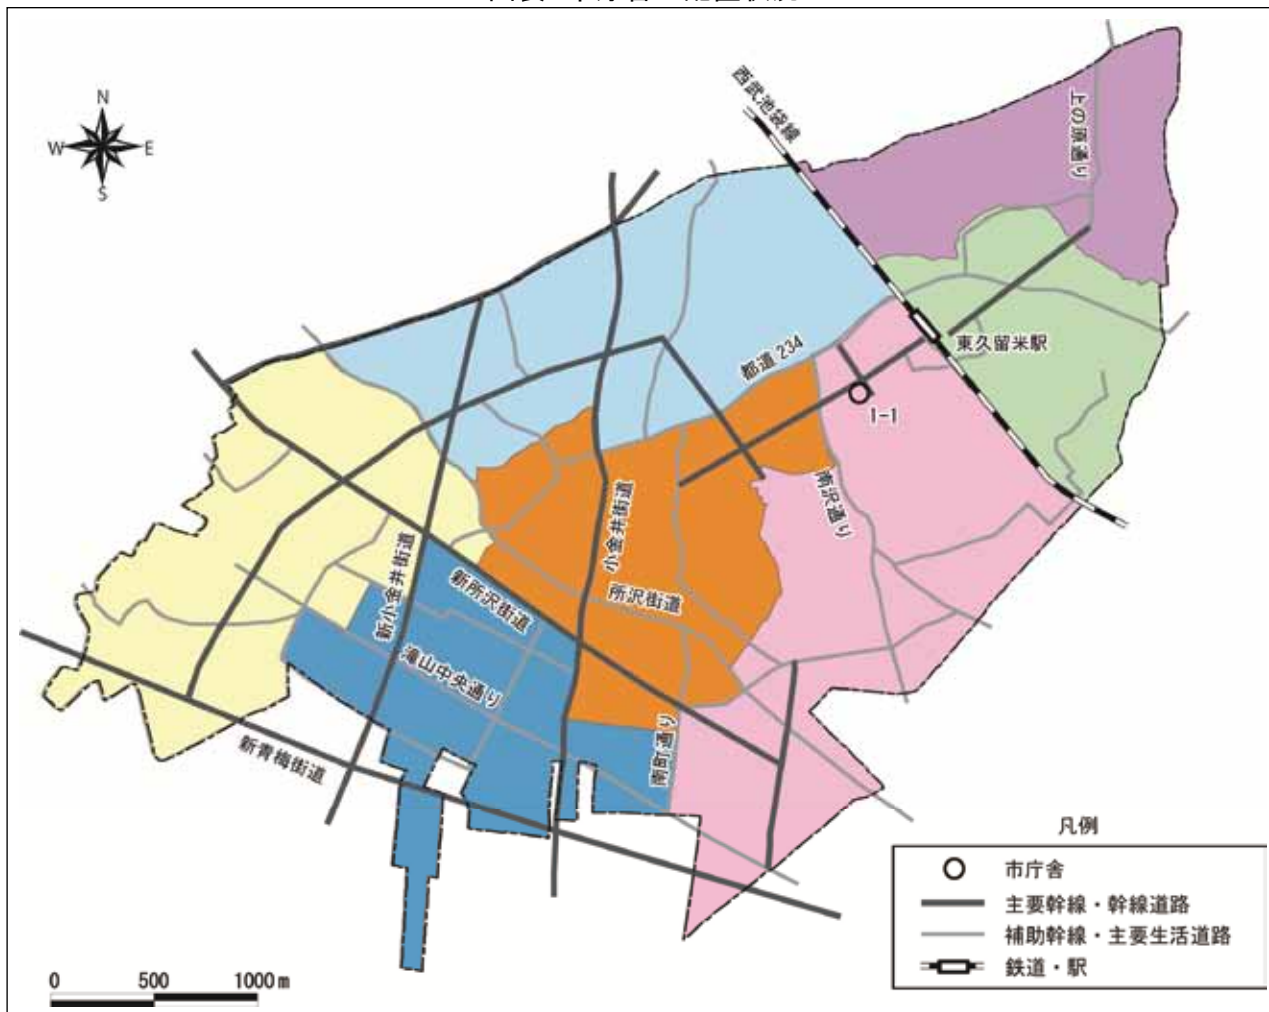 N
W
E
S
西武池袋線
上の原通り
東久留米駅
都道234
1-1
南沢通り
小金井街道
新小金井街道
新所沢街道
所沢街道
滝山中央通り
南町通り
新青梅街道
凡例
市庁舎
主要幹線・幹線道路
補助幹線・主要生活道路
鉄道・駅
0 500 1000m